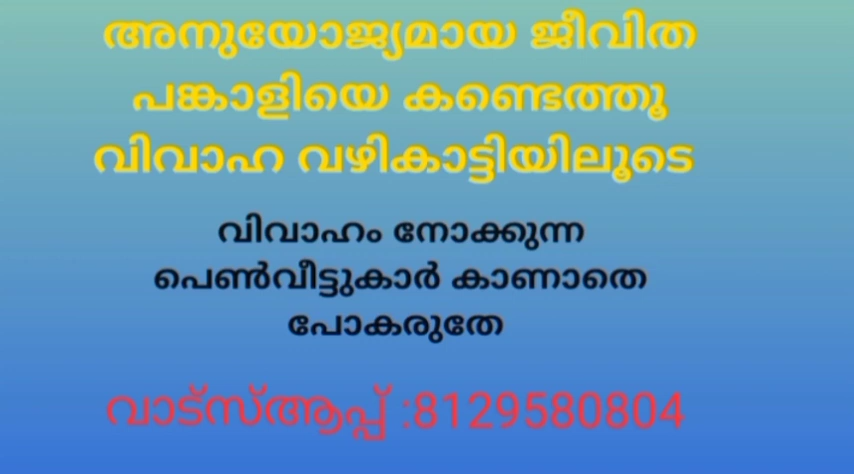 അനുയോജ്യമായ ജീവിത
പങ്കാളിയെ കണ്ടെത്തൂ
വിവാഹ വഴികാട്ടിയിലൂടെ
വിവാഹം നോക്കുന്ന
പെൺവീട്ടുകാർ കാണാതെ
പോകരുതേ
വാട്സ്ആപ്പ് :8129580804